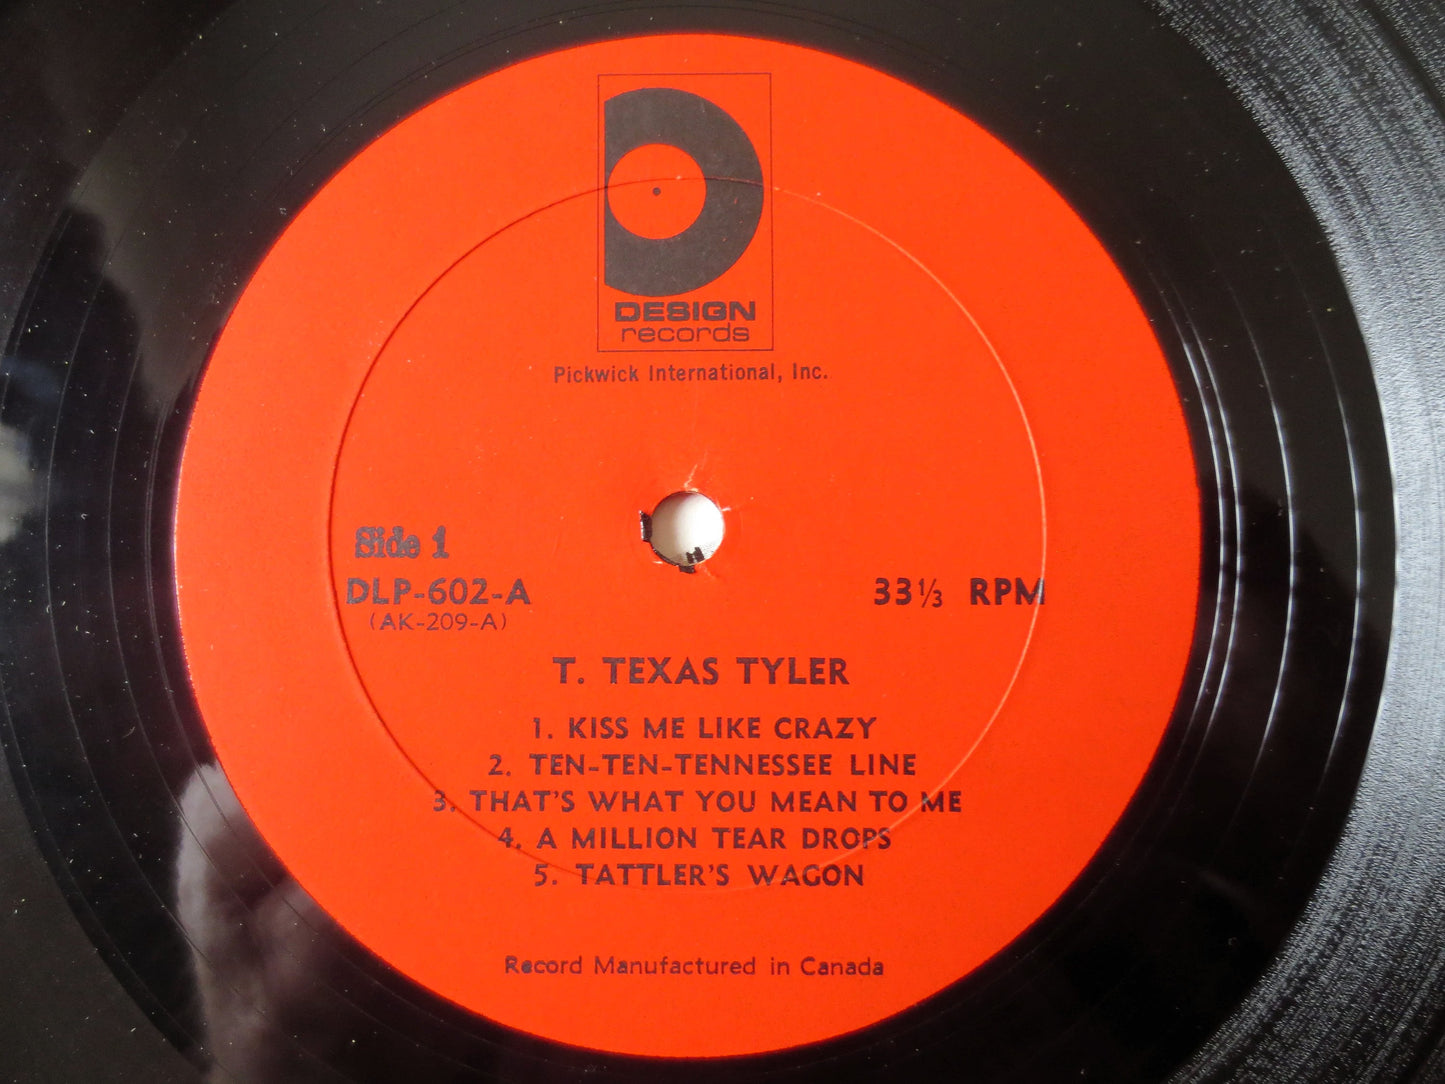 DESIGN
records
Pickwick International, Inc.
Side 1
DLP-602-A
(AK-209-A)
33⅓ RPM
T. TEXAS TYLER
1. KISS ME LIKE CRAZY
2. TEN-TEN-TENNESSEE LINE
3. THAT'S WHAT YOU MEAN TO ME
4. A MILLION TEAR DROPS
5. TATTLER'S WAGON
Record Manufactured in Canada